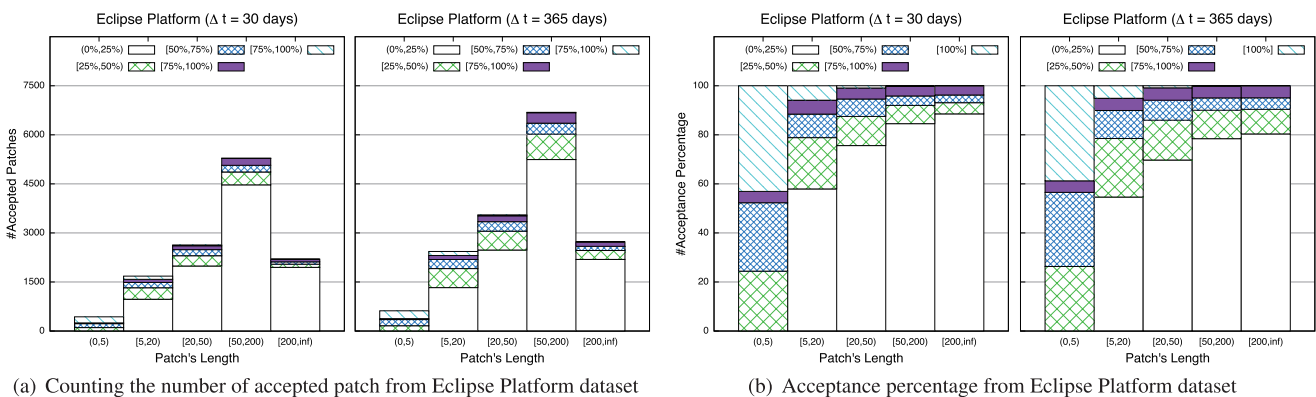 Eclipse Platform (Δ t = 30 days)
(0%,25%) [50%,75%) [75%,100%)
[25%,50%) [75%,100%)
#Accepted Patches
7500
6000
4500
3000
1500
0
(0,5) [5,20) [20,50) [50,200) [200,inf)
Patch's Length
Eclipse Platform (Δ t = 365 days)
(0%,25%) [50%,75%) [75%,100%)
[25%,50%) [75%,100%)
(0,5) [5,20) [20,50) [50,200) [200,inf)
Patch's Length
(a) Counting the number of accepted patch from Eclipse Platform dataset
Eclipse Platform (Δ t = 30 days)
(0%,25%) [50%,75%) [100%]
[25%,50%) [75%,100%)
#Acceptance Percentage
100
80
60
40
20
0
(0,5) [5,20) [20,50) [50,200) [200,inf)
Patch's Length
Eclipse Platform (Δ t = 365 days)
(0%,25%) [50%,75%) [100%]
[25%,50%) [75%,100%)
(0,5) [5,20) [20,50) [50,200) [200,inf)
Patch's Length
(b) Acceptance percentage from Eclipse Platform dataset